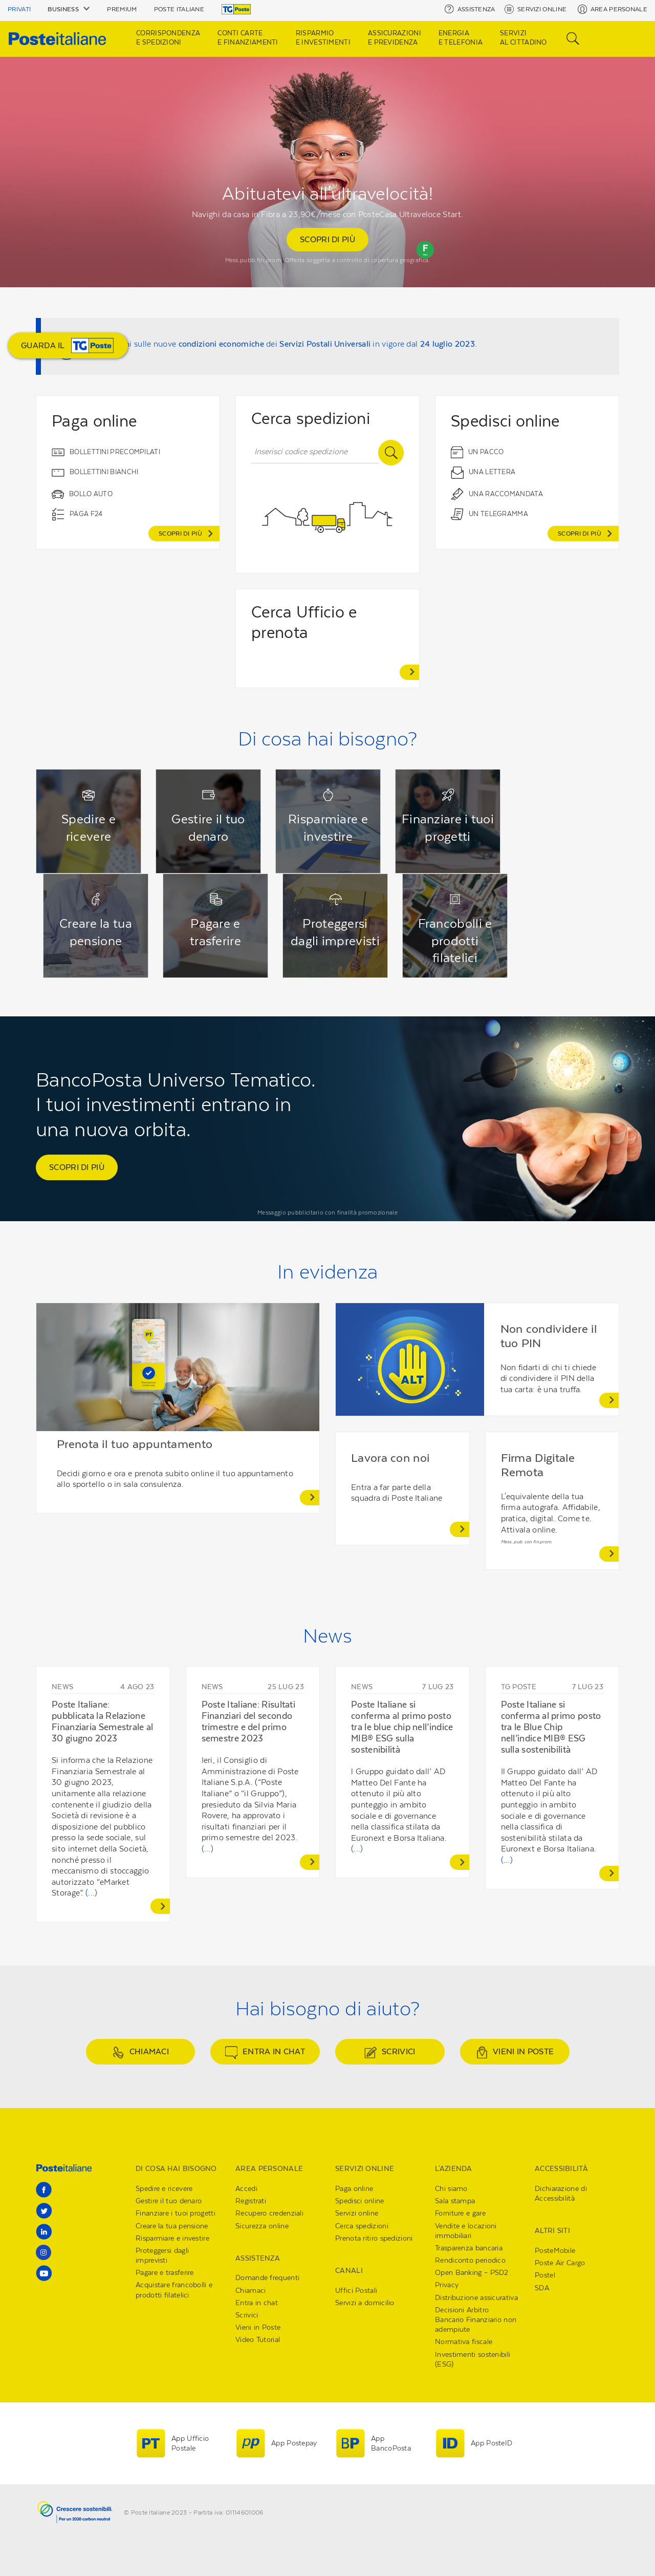 PRIVATI
BUSINESS
PREMIUM
POSTE ITALIANE
TG Poste
ASSISTENZA
SERVIZI ONLINE
AREA PERSONALE
Posteitaliane
CORRISPONDENZA
E SPEDIZIONI
CONTI CARTE
E FINANZIAMENTI
RISPARMIO
E INVESTIMENTI
ASSICURAZIONI
E PREVIDENZA
ENERGIA
E TELEFONIA
SERVIZI
AL CITTADINO
Abituatevi all'ultravelocità!
Navighi da casa in Fibra a 23,90€/mese con PosteCasa Ultraveloce Start.
SCOPRI DI PIÙ
F
Mess.pubb.fin.prom. Offerta soggetta a controllo di copertura geografica.
sulle nuove condizioni economiche dei Servizi Postali Universali in vigore dal 24 luglio 2023.
GUARDA IL TG Poste
Paga online
BOLLETTINI PRECOMPILATI
BOLLETTINI BIANCHI
BOLLO AUTO
PAGA F24
SCOPRI DI PIÙ
Cerca spedizioni
Inserisci codice spedizione
Spedisci online
UN PACCO
UNA LETTERA
UNA RACCOMANDATA
UN TELEGRAMMA
SCOPRI DI PIÙ
Cerca Ufficio e
prenota
Di cosa hai bisogno?
Spedire e
ricevere
Gestire il tuo
denaro
Risparmiare e
investire
Finanziare i tuoi
progetti
Creare la tua
pensione
Pagare e
trasferire
Proteggersi
dagli imprevisti
Francobolli e
prodotti
filatelici
BancoPosta Universo Tematico.
I tuoi investimenti entrano in
una nuova orbita.
SCOPRI DI PIÙ
Messaggio pubblicitario con finalità promozionale
In evidenza
PT
Prenota il tuo appuntamento
Decidi giorno e ora e prenota subito online il tuo appuntamento
allo sportello o in sala consulenza.
ALT
Non condividere il
tuo PIN
Non fidarti di chi ti chiede
di condividere il PIN della
tua carta: è una truffa.
Lavora con noi
Entra a far parte della
squadra di Poste Italiane
Firma Digitale
Remota
L'equivalente della tua
firma autografa. Affidabile,
pratica, digital. Come te.
Attivala online.
Mess. pub. con fin.prom.
News
NEWS 4 AGO 23
Poste Italiane:
pubblicata la Relazione
Finanziaria Semestrale al
30 giugno 2023
Si informa che la Relazione
Finanziaria Semestrale al
30 giugno 2023,
unitamente alla relazione
contenente il giudizio della
Società di revisione è a
disposizione del pubblico
presso la sede sociale, sul
sito internet della Società,
nonché presso il
meccanismo di stoccaggio
autorizzato “eMarket
Storage” (...)
NEWS 25 LUG 23
Poste Italiane: Risultati
Finanziari del secondo
trimestre e del primo
semestre 2023
Ieri, il Consiglio di
Amministrazione di Poste
Italiane S.p.A. (“Poste
Italiane” o “il Gruppo”),
presieduto da Silvia Maria
Rovere, ha approvato i
risultati finanziari per il
primo semestre del 2023.
(...)
NEWS 7 LUG 23
Poste Italiane si
conferma al primo posto
tra le blue chip nell'indice
MIB® ESG sulla
sostenibilità
I Gruppo guidato dall' AD
Matteo Del Fante ha
ottenuto il più alto
punteggio in ambito
sociale e di governance
nella classifica stilata da
Euronext e Borsa Italiana.
(...)
TG POSTE 7 LUG 23
Poste Italiane si
conferma al primo posto
tra le Blue Chip
nell'indice MIB® ESG
sulla sostenibilità
Il Gruppo guidato dall' AD
Matteo Del Fante ha
ottenuto il più alto
punteggio in ambito
sociale e di governance
nella classifica di
sostenibilità stilata da
Euronext e Borsa Italiana.
(...)
Hai bisogno di aiuto?
CHIAMACI
ENTRA IN CHAT
SCRIVICI
VIENI IN POSTE
Posteitaliane
DI COSA HAI BISOGNO
Spedire e ricevere
Gestire il tuo denaro
Finanziare i tuoi progetti
Creare la tua pensione
Risparmiare e investire
Proteggersi dagli
imprevisti
Pagare e trasferire
Acquistare francobolli e
prodotti filatelici
AREA PERSONALE
Accedi
Registrati
Recupero credenziali
Sicurezza online
ASSISTENZA
Domande frequenti
Chiamaci
Entra in chat
Scrivici
Vieni in Poste
Video Tutorial
SERVIZI ONLINE
Paga online
Spedisci online
Servizi online
Cerca spedizioni
Prenota ritiro spedizioni
CANALI
Uffici Postali
Servizi a domicilio
L'AZIENDA
Chi siamo
Sala stampa
Forniture e gare
Vendite e locazioni
immobiliari
Trasparenza bancaria
Rendiconto periodico
Open Banking – PSD2
Privacy
Distribuzione assicurativa
Decisioni Arbitro
Bancario Finanziario non
adempiute
Normativa fiscale
Investimenti sostenibili
(ESG)
ACCESSIBILITÀ
Dichiarazione di
Accessibilità
ALTRI SITI
PosteMobile
Poste Air Cargo
Postel
SDA
PT
App Ufficio
Postale
pp
App Postepay
BP
App
BancoPosta
ID
App PosteID
Crescere sostenibili.
Per un 2030 carbon neutral
© Poste Italiane 2023 – Partita iva: 01114601006